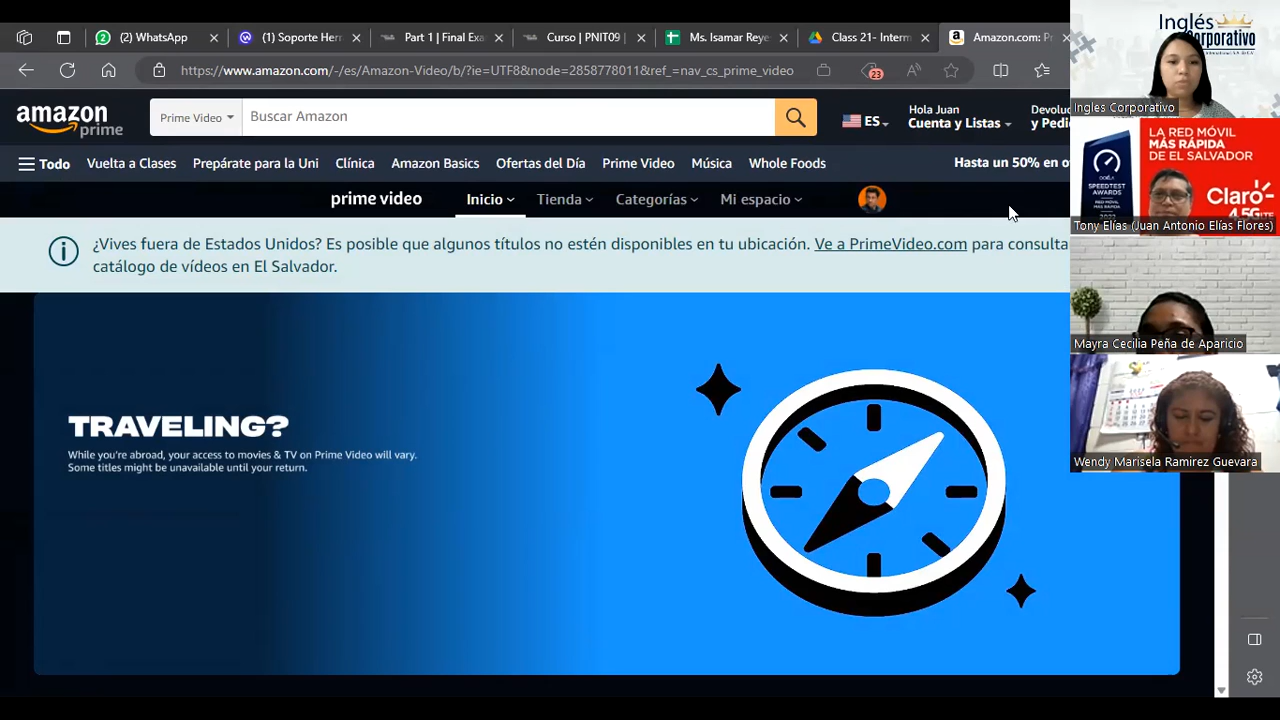 (2) WhatsApp
(1) Soporte Her
Part 1 | Final Exa
Curso | PNIT09 |
Ms. Isamar Reye
Class 21- Interm
Amazon.com: P
https://www.amazon.com/-/es/Amazon-Video/b/?ie=UTF8&node=2858778011&ref_=nav_cs_prime_video
23
amazon
prime
Prime Video
Buscar Amazon
ES
Hola Juan
Cuenta y Listas
Devoluc
y Pedi
Todo
Vuelta a Clases
Prepárate para la Uni
Clínica
Amazon Basics
Ofertas del Día
Prime Video
Música
Whole Foods
Hasta un 50% en o
prime video
Inicio
Tienda
Categorías
Mi espacio
¿Vives fuera de Estados Unidos? Es posible que algunos títulos no estén disponibles en tu ubicación. Ve a PrimeVideo.com para consulta
catálogo de vídeos en El Salvador.
TRAVELING?
While you're abroad, your access to movies & TV on Prime Video will vary.
Some titles might be unavailable until your return.
Inglés
Corporativo
Ingles Corporativo
LA RED MÓVIL
MÁS RÁPIDA
DE EL SALVADOR
SPEEDTEST
AWARDS
Claro
4.5G LTE
Tony Elías (Juan Antonio Elías Flores)
Mayra Cecilia Peña de Aparicio
Wendy Marisela Ramirez Guevara